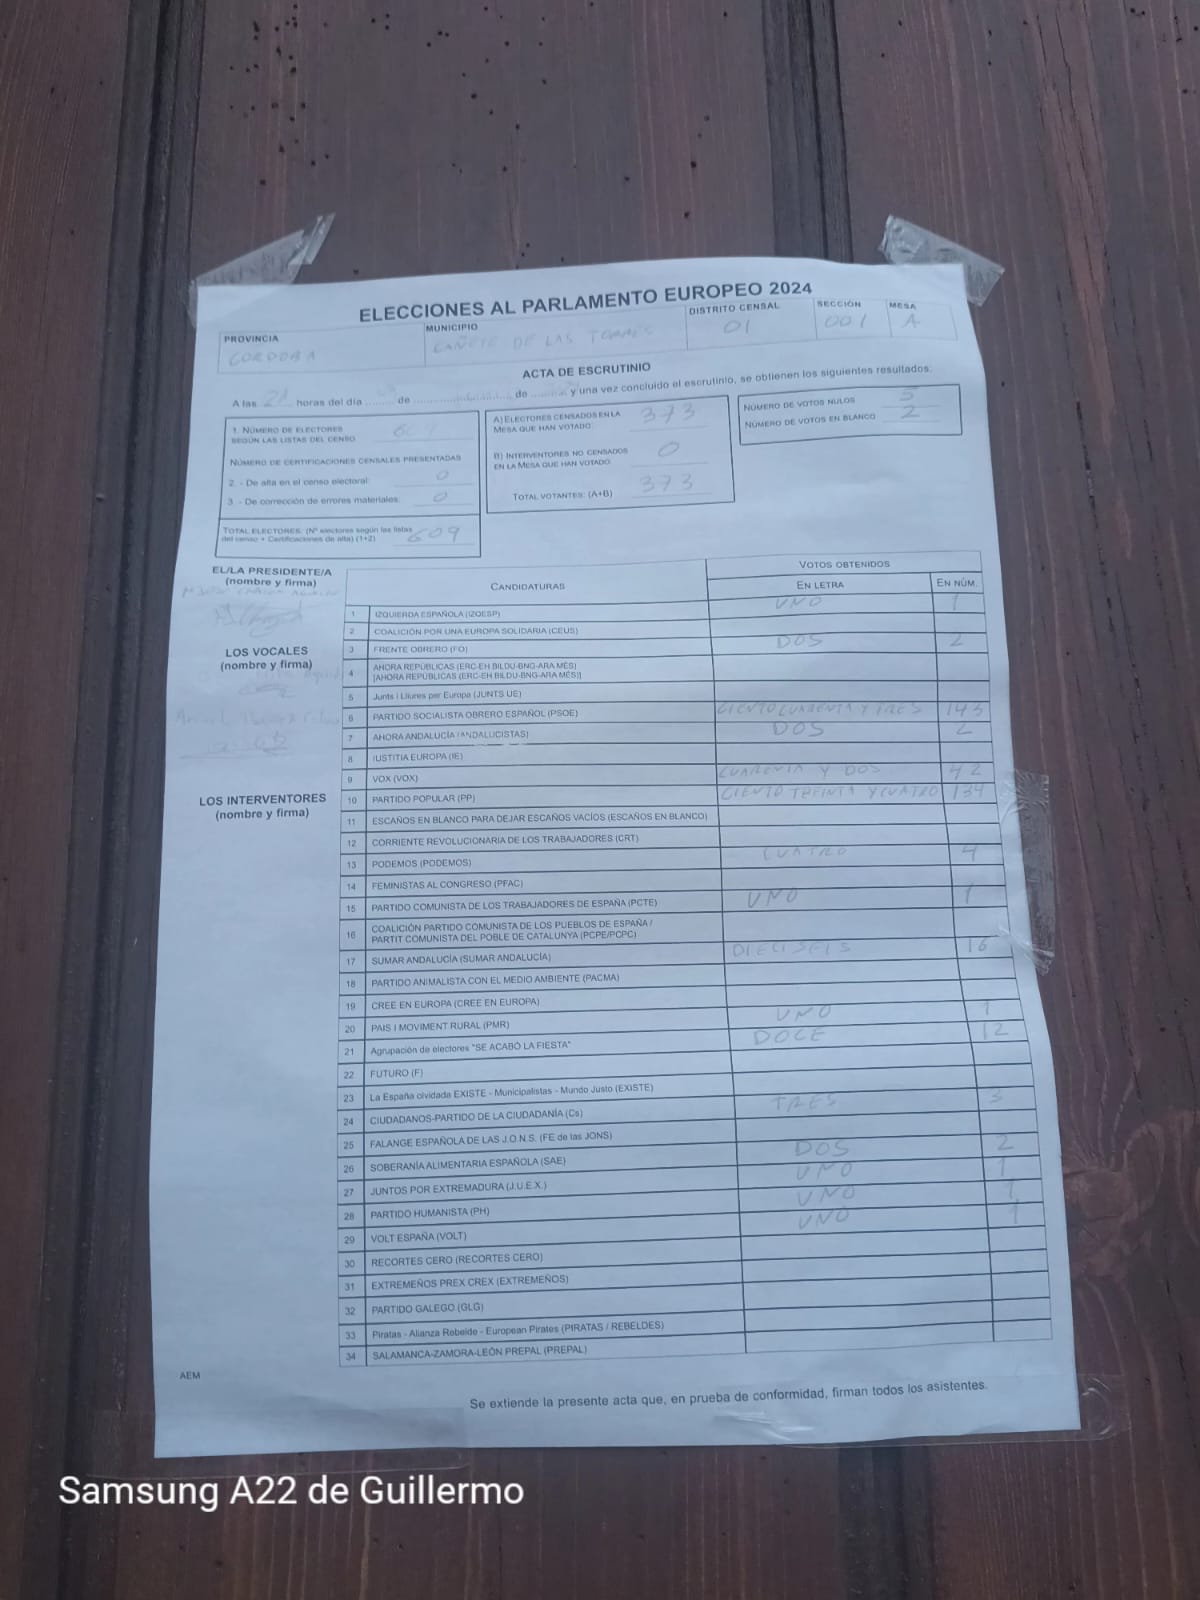 ELECCIONES AL PARLAMENTO EUROPEO 2024
PROVINCIA
CORDOBA
MUNICIPIO
CAÑETE DE LAS TORRES
DISTRITO CENSAL
01
SECCIÓN
001
MESA
A
ACTA DE ESCRUTINIO
A las 21 horas del día de de y una vez concluido el escrutinio, se obtienen los siguientes resultados:
1. NÚMERO DE ELECTORES
SEGÚN LAS LISTAS DEL CENSO
NÚMERO DE CERTIFICACIONES CENSALES PRESENTADAS
2. - De alta en el censo electoral: 0
3. - De corrección de errores materiales: 0
TOTAL ELECTORES: (Nº electores según las listas
del censo + Certificaciones de alta) (1+2) 609
A) ELECTORES CENSADOS EN LA
MESA QUE HAN VOTADO: 373
B) INTERVENTORES NO CENSADOS
EN LA MESA QUE HAN VOTADO: 0
TOTAL VOTANTES: (A+B) 373
NÚMERO DE VOTOS NULOS 5
NÚMERO DE VOTOS EN BLANCO 2
EL/LA PRESIDENTE/A
(nombre y firma)
LOS VOCALES
(nombre y firma)
LOS INTERVENTORES
(nombre y firma)
CANDIDATURAS
VOTOS OBTENIDOS
EN LETRA
EN NÚM.
1 IZQUIERDA ESPAÑOLA (IZQESP) UNO 1
2 COALICIÓN POR UNA EUROPA SOLIDARIA (CEUS)
3 FRENTE OBRERO (FO) DOS 2
4 AHORA REPÚBLICAS (ERC-EH BILDU-BNG-ARA MÉS)
[AHORA REPÚBLICAS (ERC-EH BILDU-BNG-ARA MÉS)]
5 Junts i Lliures per Europa (JUNTS UE)
6 PARTIDO SOCIALISTA OBRERO ESPAÑOL (PSOE) CIENTO CUARENTA Y TRES 143
7 AHORA ANDALUCÍA (ANDALUCISTAS) DOS 2
8 IUSTITIA EUROPA (IE)
9 VOX (VOX) CUARENTA Y DOS 42
10 PARTIDO POPULAR (PP) CIENTO TREINTA Y CUATRO 134
11 ESCAÑOS EN BLANCO PARA DEJAR ESCAÑOS VACÍOS (ESCAÑOS EN BLANCO)
12 CORRIENTE REVOLUCIONARIA DE LOS TRABAJADORES (CRT)
13 PODEMOS (PODEMOS) CUATRO 4
14 FEMINISTAS AL CONGRESO (PFAC)
15 PARTIDO COMUNISTA DE LOS TRABAJADORES DE ESPAÑA (PCTE) UNO 1
16 COALICIÓN PARTIDO COMUNISTA DE LOS PUEBLOS DE ESPAÑA /
PARTIT COMUNISTA DEL POBLE DE CATALUNYA (PCPE/PCPC)
17 SUMAR ANDALUCÍA (SUMAR ANDALUCÍA) DIECISEIS 16
18 PARTIDO ANIMALISTA CON EL MEDIO AMBIENTE (PACMA)
19 CREE EN EUROPA (CREE EN EUROPA)
20 PAIS I MOVIMENT RURAL (PMR) UNO 1
21 Agrupación de electores "SE ACABÓ LA FIESTA" DOCE 12
22 FUTURO (F)
23 La España olvidada EXISTE - Municipalistas - Mundo Justo (EXISTE)
24 CIUDADANOS-PARTIDO DE LA CIUDADANÍA (Cs) TRES 3
25 FALANGE ESPAÑOLA DE LAS J.O.N.S. (FE de las JONS)
26 SOBERANÍA ALIMENTARIA ESPAÑOLA (SAE) DOS 2
27 JUNTOS POR EXTREMADURA (J.U.EX.) UNO 1
28 PARTIDO HUMANISTA (PH) UNO 1
29 VOLT ESPAÑA (VOLT) UNO 1
30 RECORTES CERO (RECORTES CERO)
31 EXTREMEÑOS PREX CREX (EXTREMEÑOS)
32 PARTIDO GALEGO (GLG)
33 Piratas - Alianza Rebelde - European Pirates (PIRATAS / REBELDES)
34 SALAMANCA-ZAMORA-LEÓN PREPAL (PREPAL)
AEM
Se extiende la presente acta que, en prueba de conformidad, firman todos los asistentes.
Samsung A22 de Guillermo